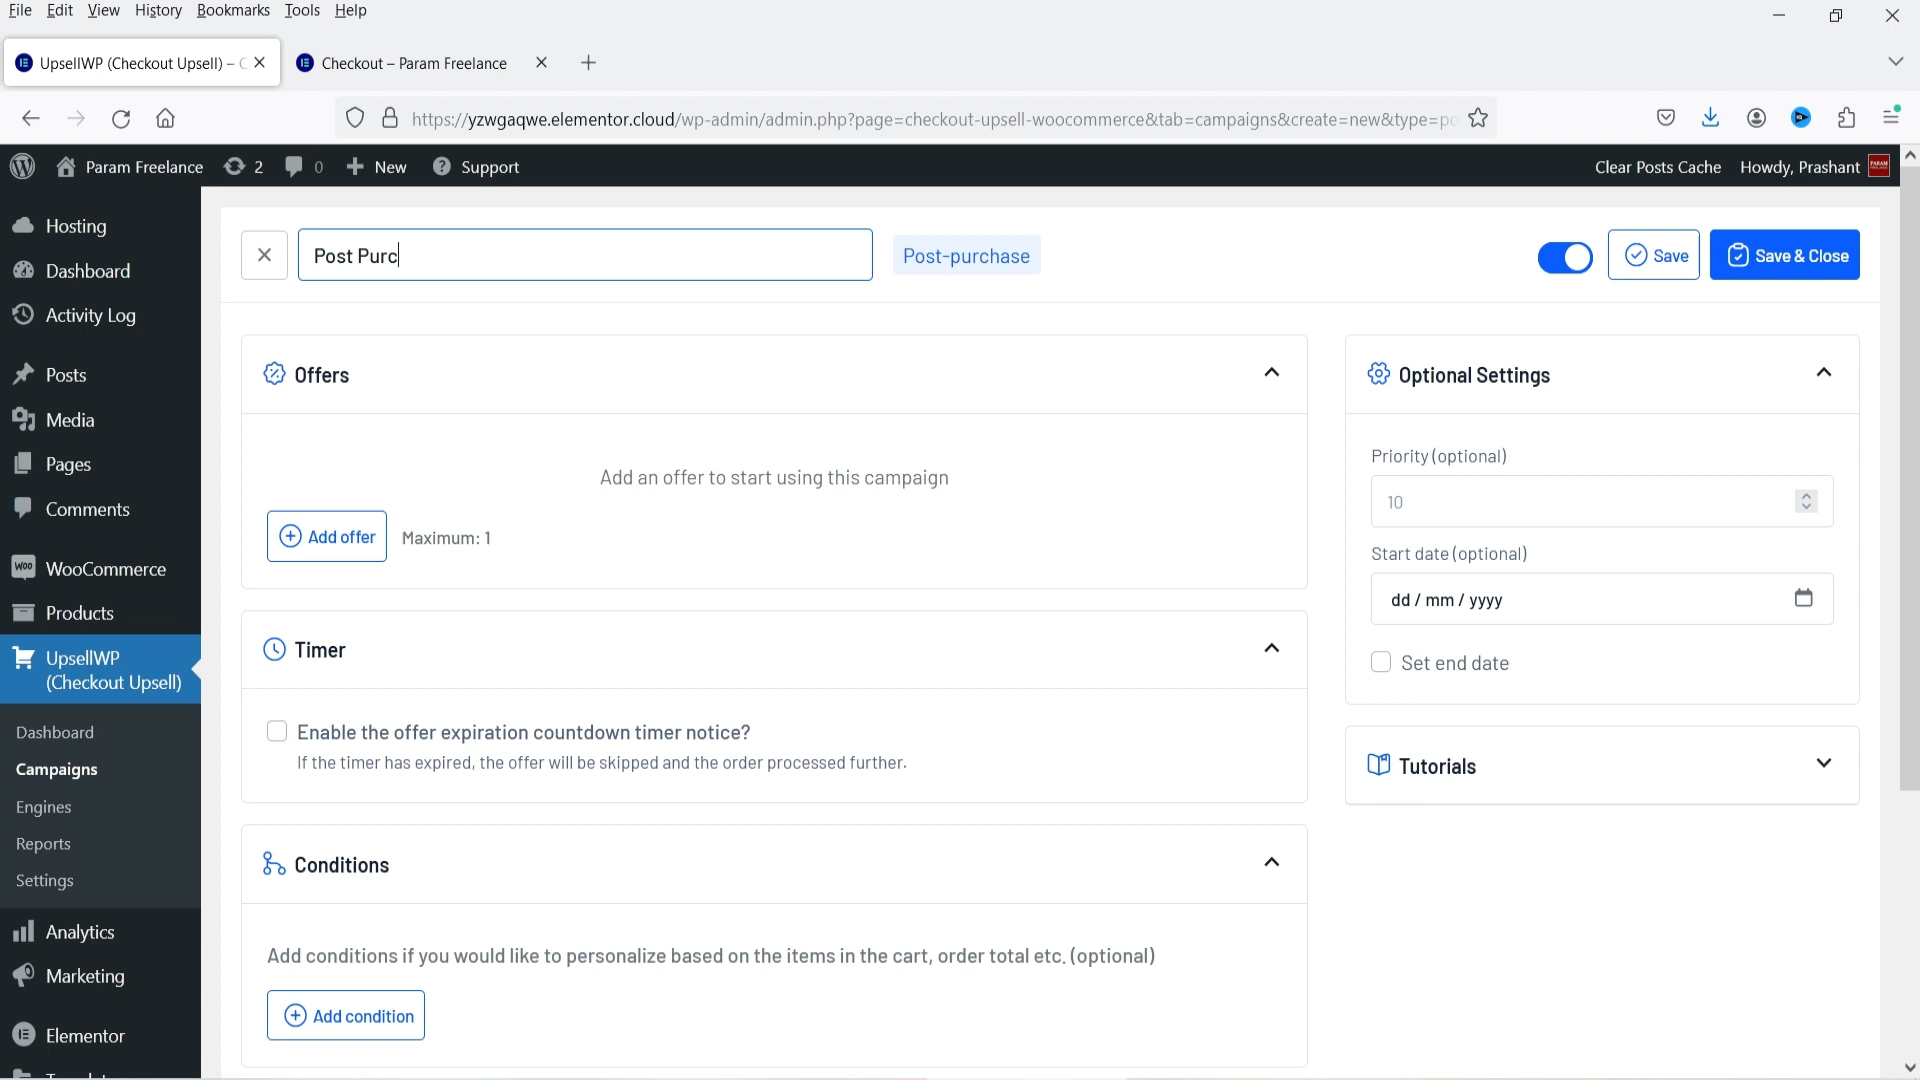 File Edit View History Bookmarks Tools Help
UpsellWP (Checkout Upsell) – C
Checkout – Param Freelance
https://yzwgaqwe.elementor.cloud/wp-admin/admin.php?page=checkout-upsell-woocommerce&tab=campaigns&create=new&type=po
Param Freelance 2 0 New Support Clear Posts Cache Howdy, Prashant
Hosting
Dashboard
Activity Log
Posts
Media
Pages
Comments
WooCommerce
Products
UpsellWP
(Checkout Upsell)
Dashboard
Campaigns
Engines
Reports
Settings
Analytics
Marketing
Elementor
Post Purc
Post-purchase
Save
Save & Close
Offers
Add an offer to start using this campaign
Add offer
Maximum: 1
Timer
Enable the offer expiration countdown timer notice?
If the timer has expired, the offer will be skipped and the order processed further.
Conditions
Add conditions if you would like to personalize based on the items in the cart, order total etc. (optional)
Add condition
Optional Settings
Priority (optional)
10
Start date (optional)
dd / mm / yyyy
Set end date
Tutorials